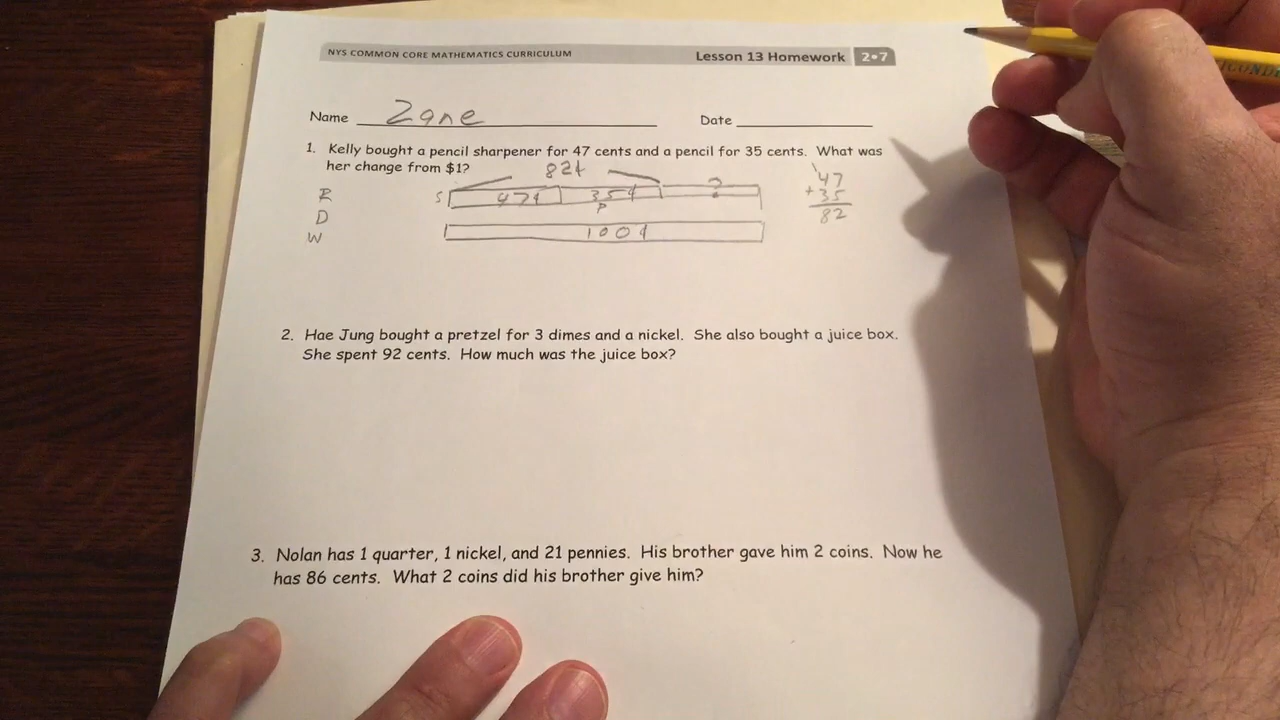 NYS COMMON CORE MATHEMATICS CURRICULUM Lesson 13 Homework 2•7
Name Zane Date
1. Kelly bought a pencil sharpener for 47 cents and a pencil for 35 cents. What was
her change from $1?
82¢
R
D
W
S 47¢ 35¢ ?
P
100¢
1
47
+ 35
82
2. Hae Jung bought a pretzel for 3 dimes and a nickel. She also bought a juice box.
She spent 92 cents. How much was the juice box?
3. Nolan has 1 quarter, 1 nickel, and 21 pennies. His brother gave him 2 coins. Now he
has 86 cents. What 2 coins did his brother give him?